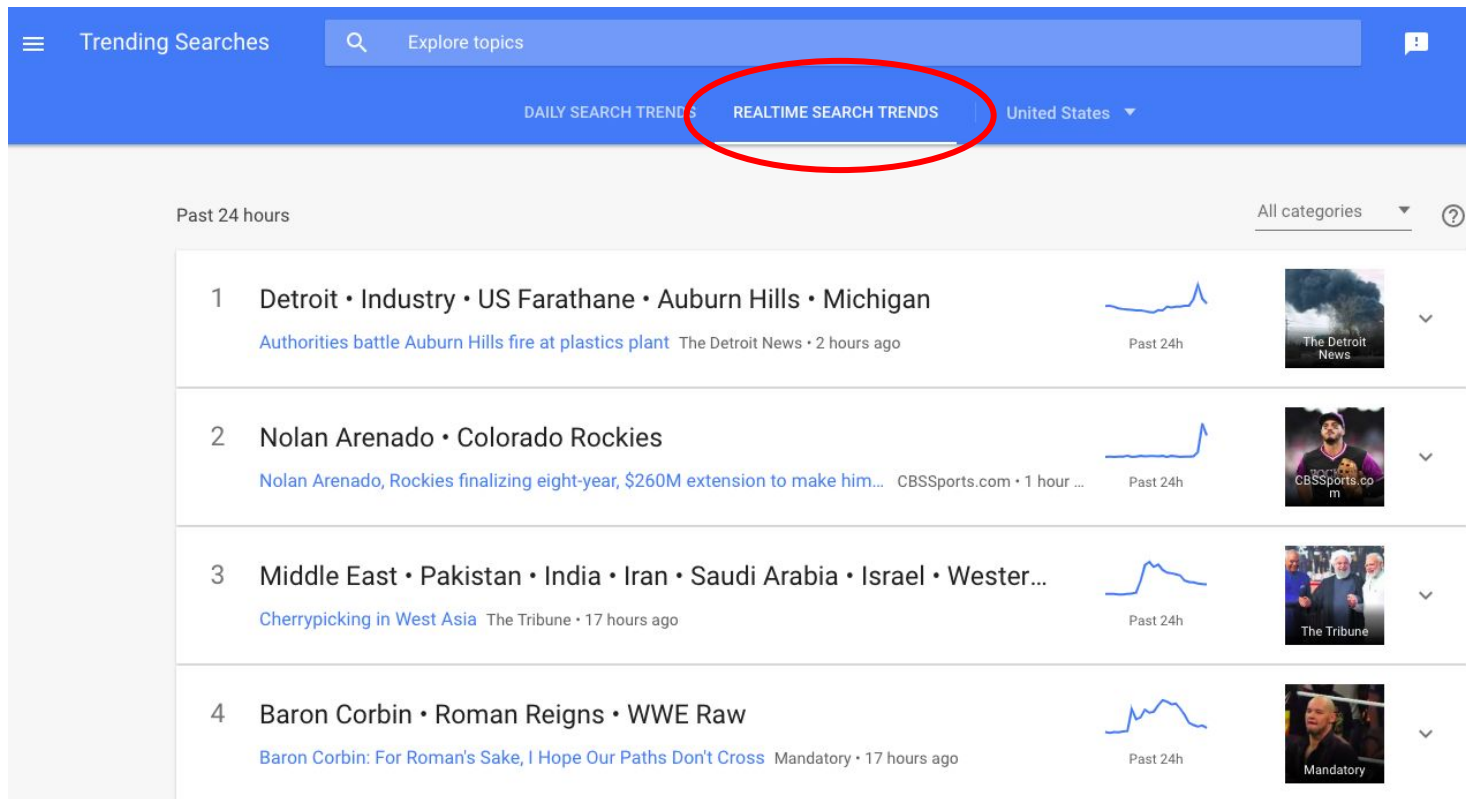 Trending Searches Explore topics
DAILY SEARCH TRENDS REALTIME SEARCH TRENDS United States
Past 24 hours All categories
1 Detroit • Industry • US Farathane • Auburn Hills • Michigan
Authorities battle Auburn Hills fire at plastics plant The Detroit News • 2 hours ago
Past 24h
The Detroit
News
2 Nolan Arenado • Colorado Rockies
Nolan Arenado, Rockies finalizing eight-year, $260M extension to make him... CBSSports.com • 1 hour ...
Past 24h
ROCKIES
CBSSports.co
m
3 Middle East • Pakistan • India • Iran • Saudi Arabia • Israel • Wester...
Cherrypicking in West Asia The Tribune • 17 hours ago
Past 24h
The Tribune
4 Baron Corbin • Roman Reigns • WWE Raw
Baron Corbin: For Roman's Sake, I Hope Our Paths Don't Cross Mandatory • 17 hours ago
Past 24h
Mandatory